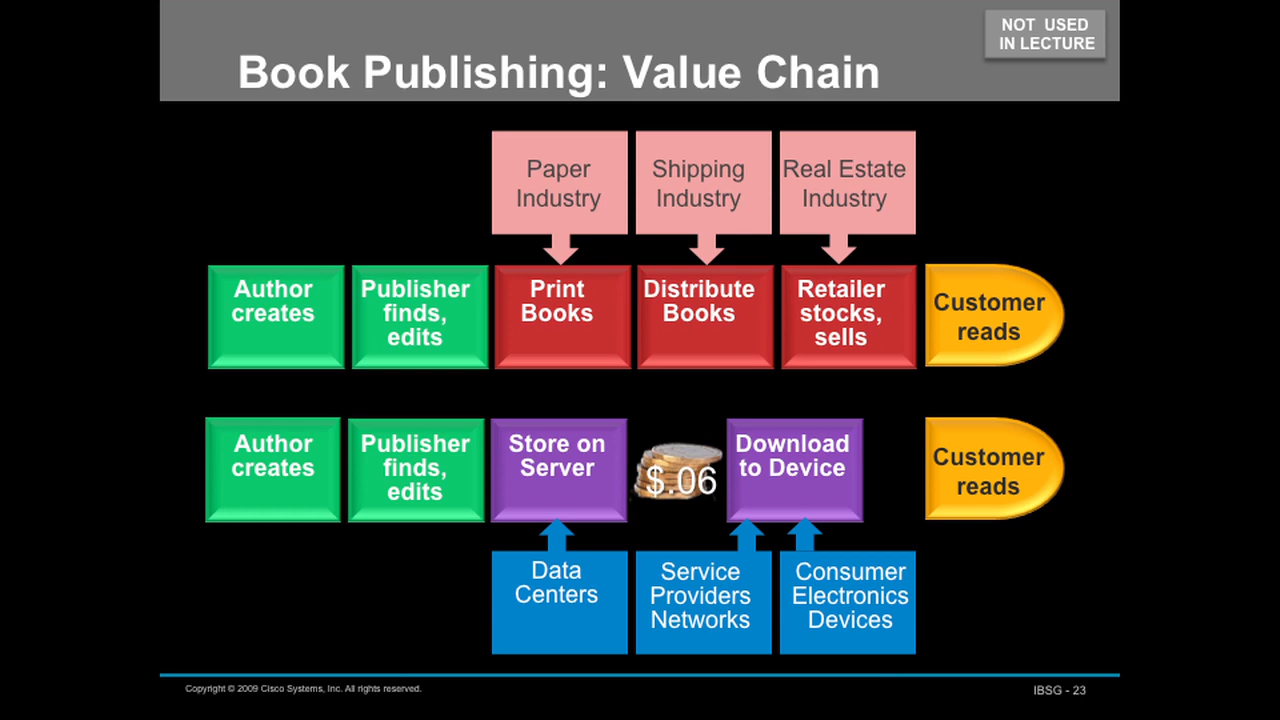 NOT USED
IN LECTURE
Book Publishing: Value Chain
Paper
Industry
Shipping
Industry
Real Estate
Industry
Author
creates
Publisher
finds,
edits
Print
Books
Distribute
Books
Retailer
stocks,
sells
Customer
reads
Author
creates
Publisher
finds,
edits
Store on
Server
$.06
Download
to Device
Customer
reads
Data
Centers
Service
Providers
Networks
Consumer
Electronics
Devices
Copyright © 2009 Cisco Systems, Inc. All rights reserved.
IBSG - 23